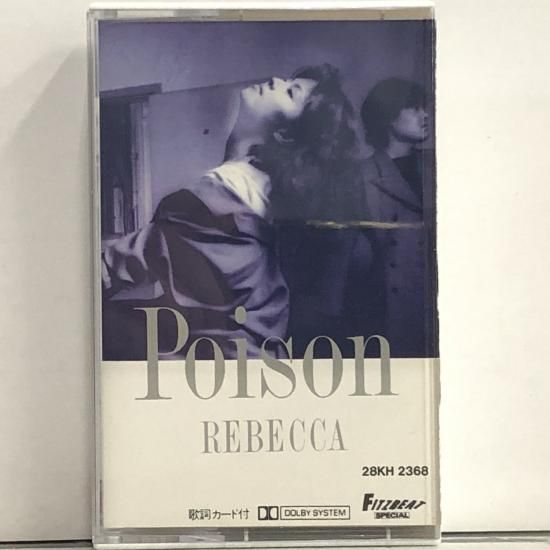 Poison
REBECCA
28KH 2368
歌詞カード付 DOLBY SYSTEM FITZBEAT
SPECIAL